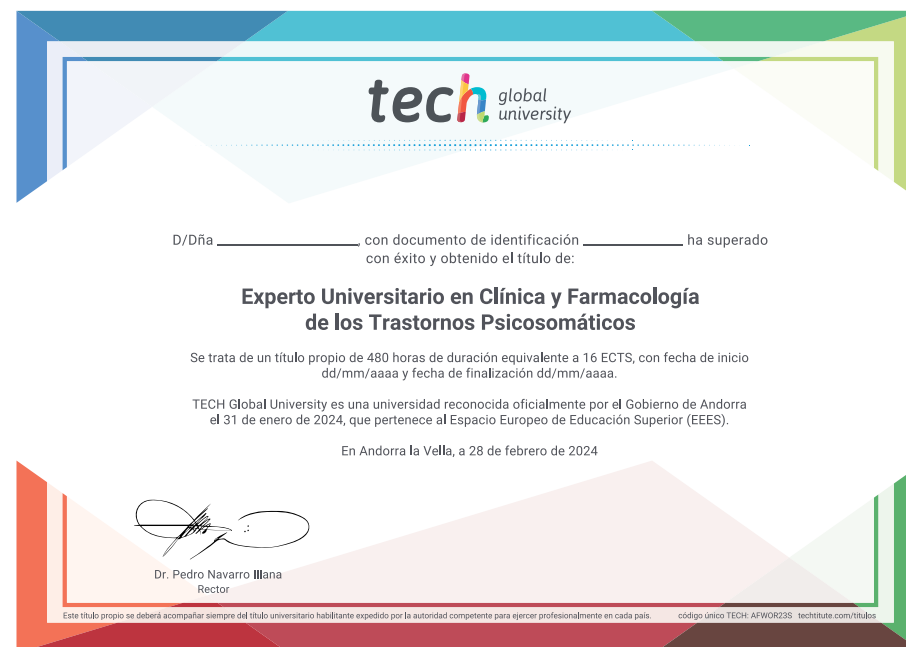 tech global university
D/Dña ____________, con documento de identificación ____________ ha superado
con éxito y obtenido el título de:
Experto Universitario en Clínica y Farmacología
de los Trastornos Psicosomáticos
Se trata de un título propio de 480 horas de duración equivalente a 16 ECTS, con fecha de inicio
dd/mm/aaaa y fecha de finalización dd/mm/aaaa.
TECH Global University es una universidad reconocida oficialmente por el Gobierno de Andorra
el 31 de enero de 2024, que pertenece al Espacio Europeo de Educación Superior (EEES).
En Andorra la Vella, a 28 de febrero de 2024
Dr. Pedro Navarro Illana
Rector
Este título propio se deberá acompañar siempre del título universitario habilitante expedido por la autoridad competente para ejercer profesionalmente en cada país. código único TECH: AFWOR23S techtitute.com/titulos